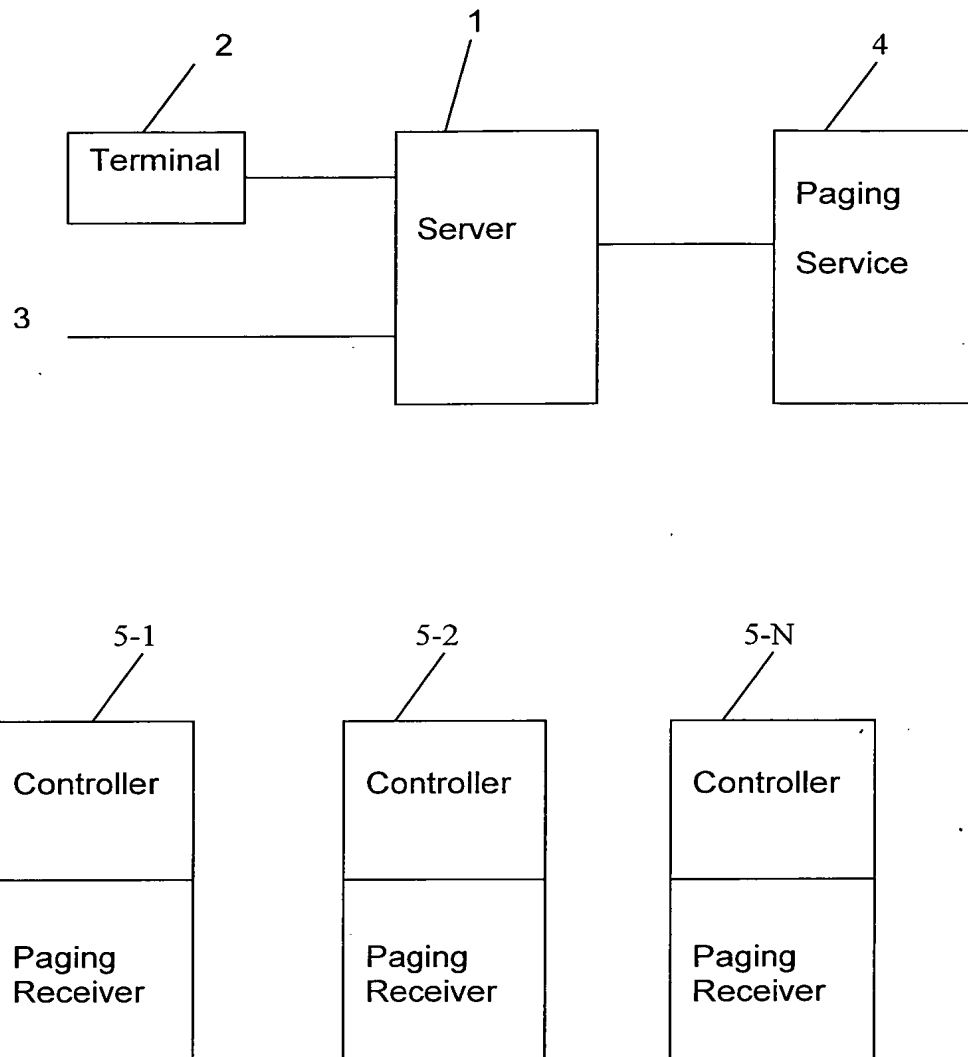 1
2
4
Terminal
Server
Paging
Service
3
5-1
5-2
5-N
Controller
Controller
Controller
Paging
Receiver
Paging
Receiver
Paging
Receiver